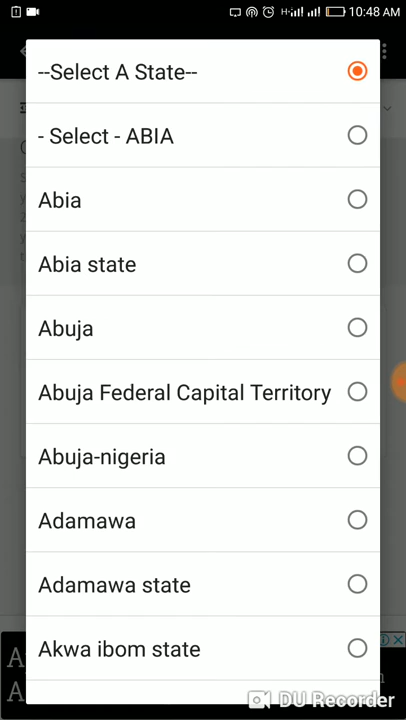 H
10:48 AM
--Select A State--
- Select - ABIA
Abia
Abia state
Abuja
Abuja Federal Capital Territory
Abuja-nigeria
Adamawa
Adamawa state
Akwa ibom state
DU Recorder